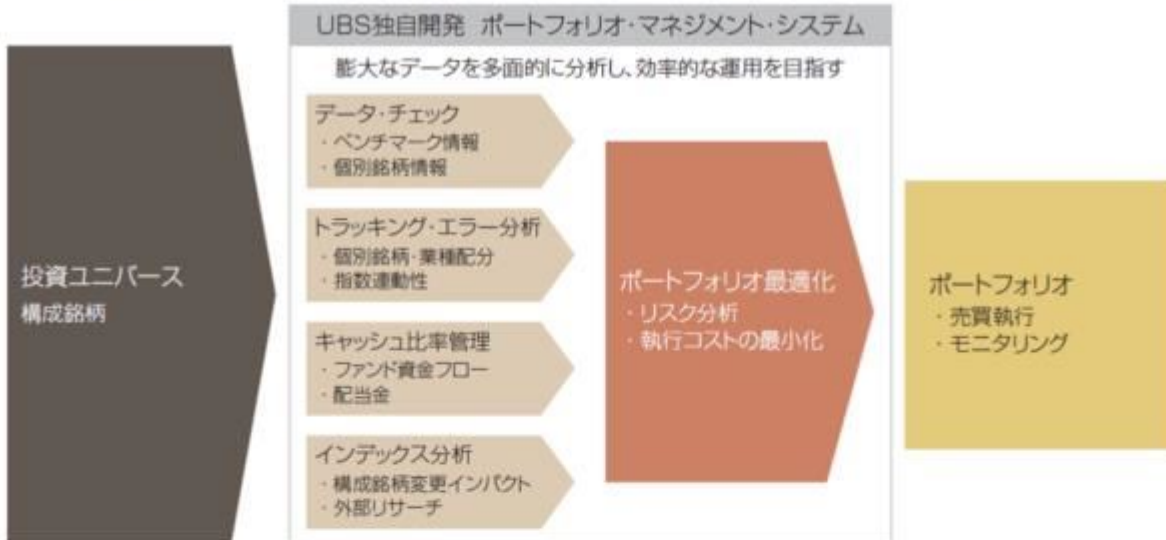 UBS独自開発 ポートフォリオ・マネジメント・システム
膨大なデータを多面的に分析し、効率的な運用を目指す
投資ユニバース
構成銘柄
データ・チェック
・ベンチマーク情報
・個別銘柄情報
トラッキング・エラー分析
・個別銘柄・業種配分
・指数連動性
キャッシュ比率管理
・ファンド資金フロー
・配当金
インデックス分析
・構成銘柄変更インパクト
・外部リサーチ
ポートフォリオ最適化
・リスク分析
・執行コストの最小化
ポートフォリオ
・売買執行
・モニタリング